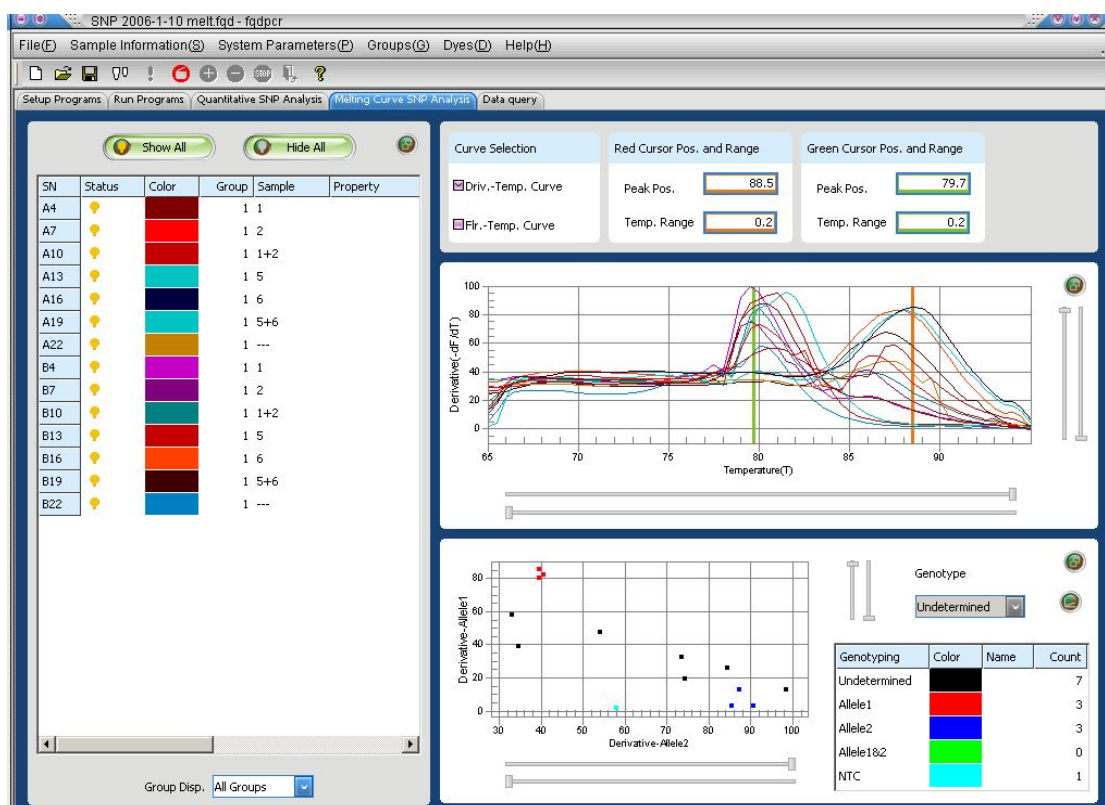 SNP 2006-1-10 melt.fqd - fqdpcr
File(F) Sample Information(S) System Parameters(P) Groups(G) Dyes(D) Help(H)
STOP
Setup Programs Run Programs Quantitative SNP Analysis Melting Curve SNP Analysis Data query
Show All Hide All
SN Status Color Group Sample Property
A4 1 1
A7 1 2
A10 1 1+2
A13 1 5
A16 1 6
A19 1 5+6
A22 1 ---
B4 1 1
B7 1 2
B10 1 1+2
B13 1 5
B16 1 6
B19 1 5+6
B22 1 ---
Group Disp. All Groups
Curve Selection
Driv.-Temp. Curve
Flr.-Temp. Curve
Red Cursor Pos. and Range
Peak Pos. 88.5
Temp. Range 0.2
Green Cursor Pos. and Range
Peak Pos. 79.7
Temp. Range 0.2
Derivative(-dF/dT)
100
80
60
40
20
0
65 70 75 80 85 90
Temperature(T)
Derivative-Allele1
80
60
40
20
0
30 40 50 60 70 80 90 100
Derivative-Allele2
Genotype
Undetermined
Genotyping Color Name Count
Undetermined 7
Allele1 3
Allele2 3
Allele1&2 0
NTC 1